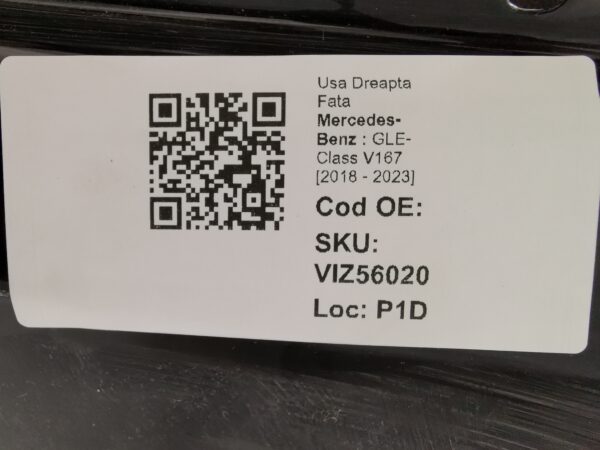 Usa Dreapta
Fata
Mercedes-
Benz : GLE-
Class V167
[2018 - 2023]
Cod OE:
SKU:
VIZ56020
Loc: P1D